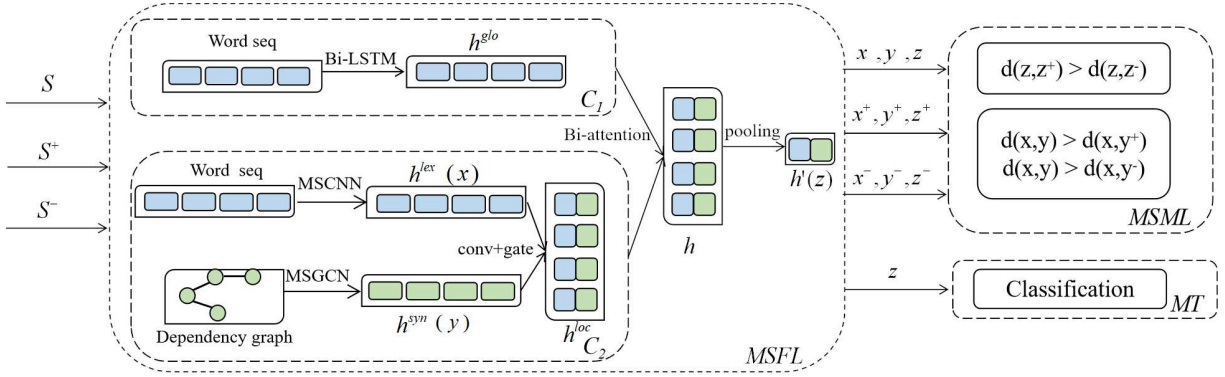 S
S⁺
S⁻
Word seq
Bi-LSTM
h^{glo}
C₁
Word seq
MSCNN
h^{lex} (x)
conv+gate
Dependency graph
MSGCN
h^{syn} (y)
h^{loc}
C₂
Bi-attention
h
pooling
h'(z)
MSFL
x , y , z
x⁺ , y⁺ , z⁺
x⁻ , y⁻ , z⁻
z
d(z,z⁺) > d(z,z⁻)
d(x,y) > d(x,y⁺)
d(x,y) > d(x,y⁻)
MSML
Classification
MT